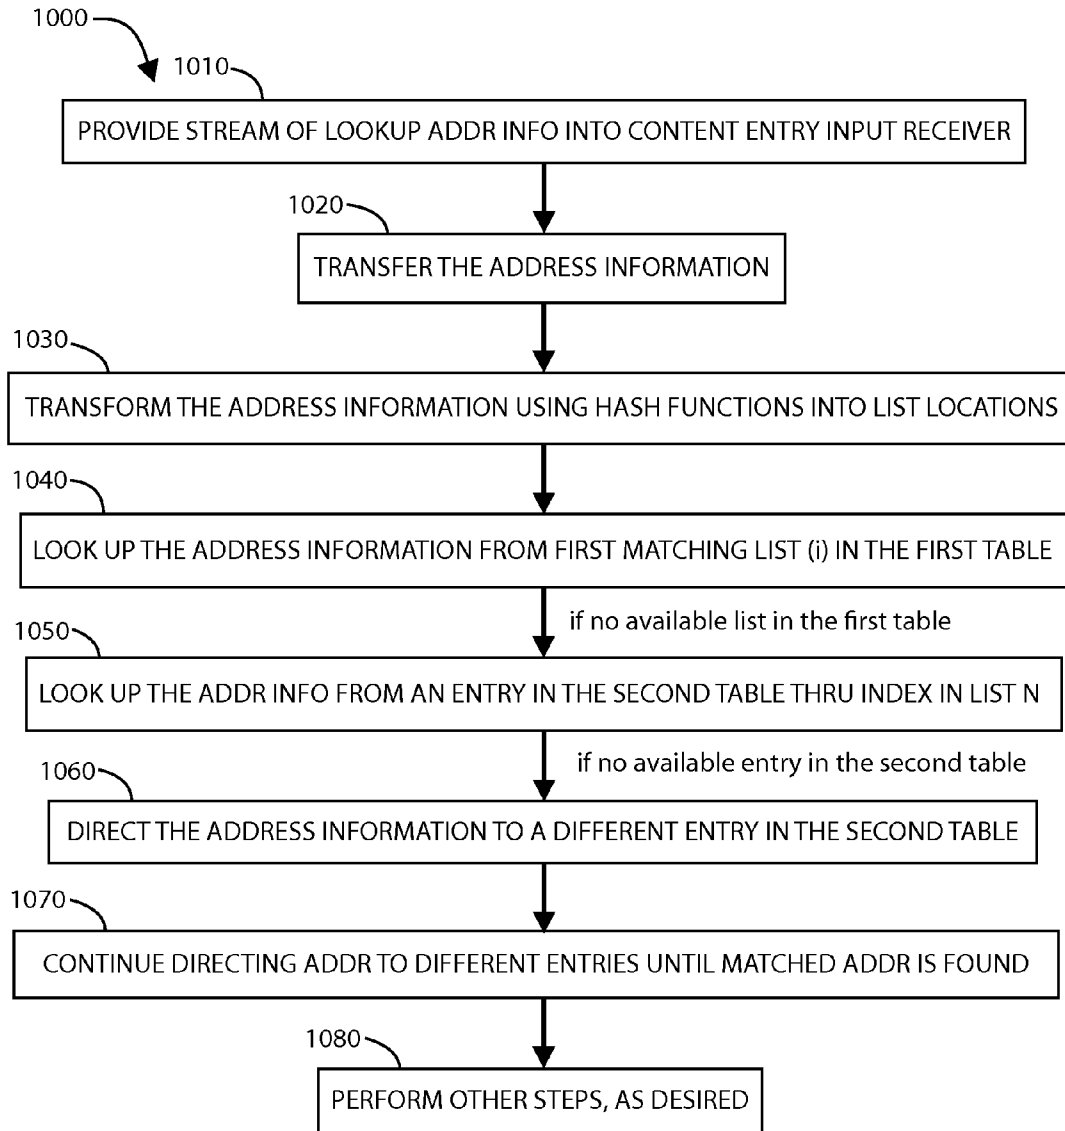 1000
1010
PROVIDE STREAM OF LOOKUP ADDR INFO INTO CONTENT ENTRY INPUT RECEIVER
1020
TRANSFER THE ADDRESS INFORMATION
1030
TRANSFORM THE ADDRESS INFORMATION USING HASH FUNCTIONS INTO LIST LOCATIONS
1040
LOOK UP THE ADDRESS INFORMATION FROM FIRST MATCHING LIST (i) IN THE FIRST TABLE
if no available list in the first table
1050
LOOK UP THE ADDR INFO FROM AN ENTRY IN THE SECOND TABLE THRU INDEX IN LIST N
if no available entry in the second table
1060
DIRECT THE ADDRESS INFORMATION TO A DIFFERENT ENTRY IN THE SECOND TABLE
1070
CONTINUE DIRECTING ADDR TO DIFFERENT ENTRIES UNTIL MATCHED ADDR IS FOUND
1080
PERFORM OTHER STEPS, AS DESIRED